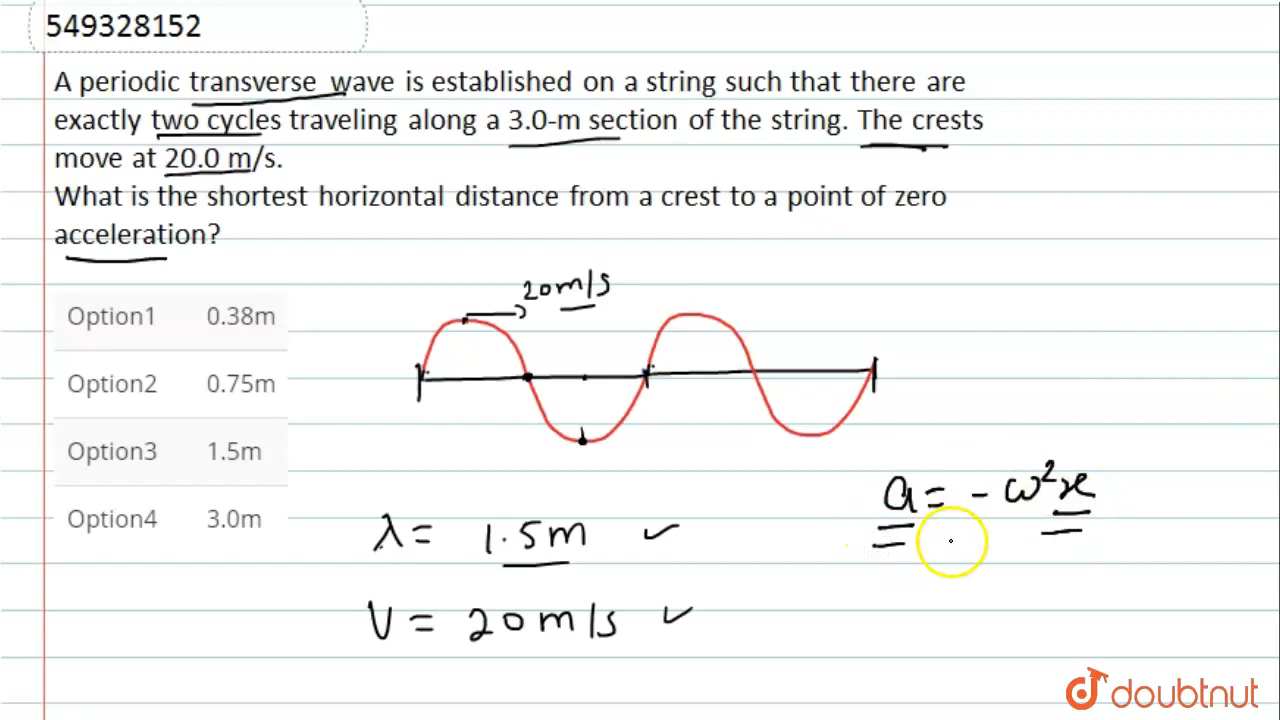 549328152
A periodic transverse wave is established on a string such that there are
exactly two cycles traveling along a 3.0-m section of the string. The crests
move at 20.0 m/s.
What is the shortest horizontal distance from a crest to a point of zero
acceleration?
20m/s
Option1 0.38m
Option2 0.75m
Option3 1.5m
Option4 3.0m
a = - ω²x
λ = 1.5m ✓
V = 20m/s ✓
doubtnut